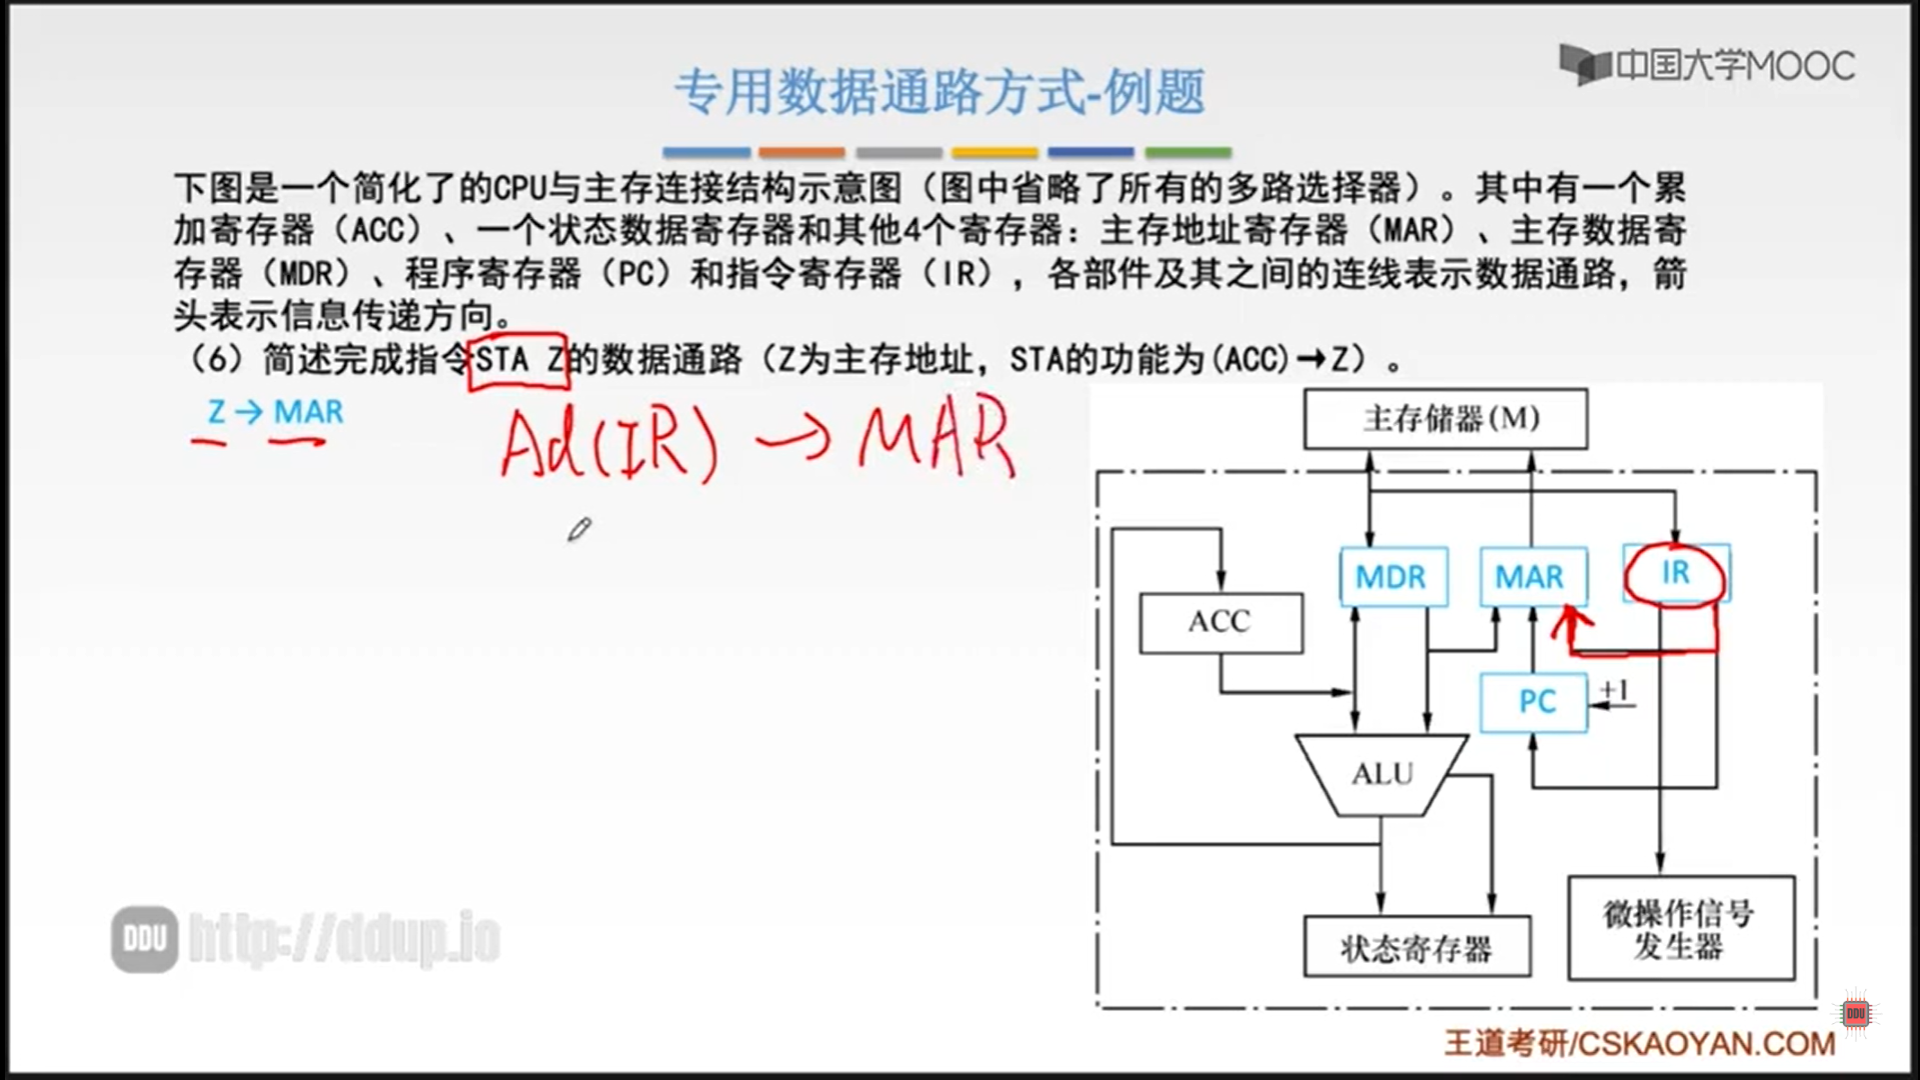 中国大学MOOC
专用数据通路方式-例题
下图是一个简化了的CPU与主存连接结构示意图（图中省略了所有的多路选择器）。其中有一个累
加寄存器（ACC）、一个状态数据寄存器和其他4个寄存器：主存地址寄存器（MAR）、主存数据寄
存器（MDR）、程序寄存器（PC）和指令寄存器（IR），各部件及其之间的连线表示数据通路，箭
头表示信息传递方向。
（6）简述完成指令STA Z的数据通路（Z为主存地址，STA的功能为(ACC)→Z）。
Z → MAR
Ad(IR) → MAR
主存储器(M)
MDR
MAR
IR
ACC
PC
+1
ALU
微操作信号
发生器
状态寄存器
DDU http://ddup.io
DDU
王道考研/CSKAOYAN.COM